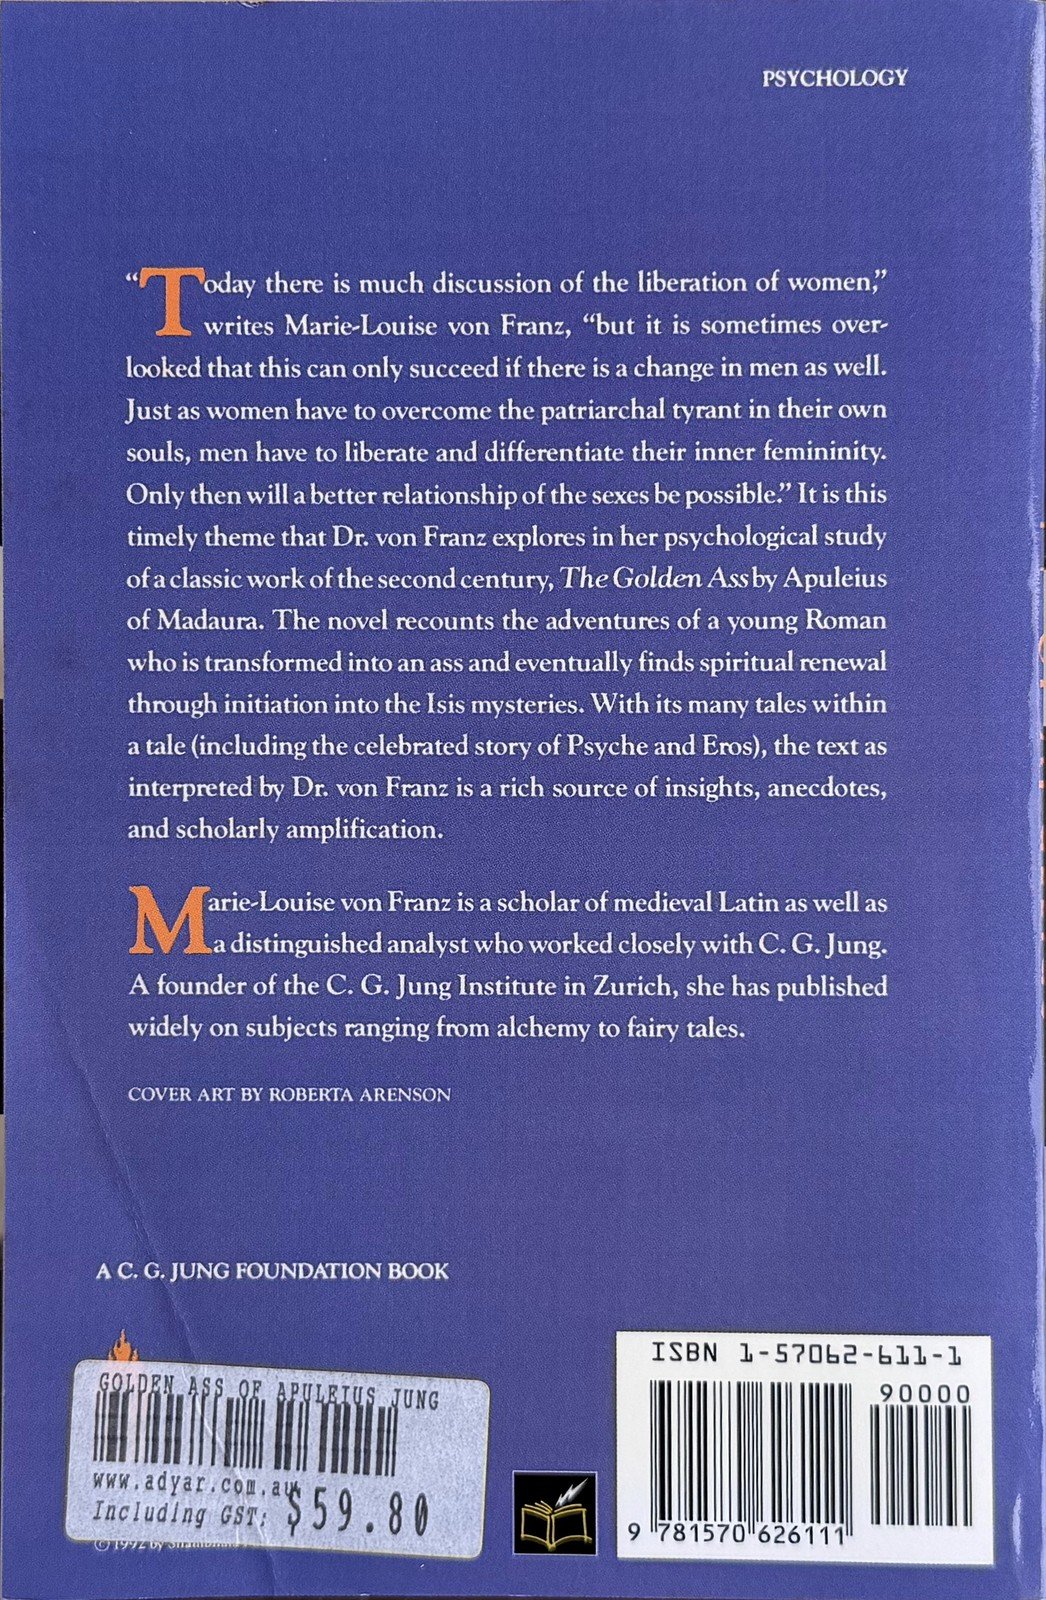 PSYCHOLOGY
“Today there is much discussion of the liberation of women,”
writes Marie-Louise von Franz, “but it is sometimes over-
looked that this can only succeed if there is a change in men as well.
Just as women have to overcome the patriarchal tyrant in their own
souls, men have to liberate and differentiate their inner femininity.
Only then will a better relationship of the sexes be possible.” It is this
timely theme that Dr. von Franz explores in her psychological study
of a classic work of the second century, The Golden Ass by Apuleius
of Madaura. The novel recounts the adventures of a young Roman
who is transformed into an ass and eventually finds spiritual renewal
through initiation into the Isis mysteries. With its many tales within
a tale (including the celebrated story of Psyche and Eros), the text as
interpreted by Dr. von Franz is a rich source of insights, anecdotes,
and scholarly amplification.
Marie-Louise von Franz is a scholar of medieval Latin as well as
a distinguished analyst who worked closely with C. G. Jung.
A founder of the C. G. Jung Institute in Zurich, she has published
widely on subjects ranging from alchemy to fairy tales.
COVER ART BY ROBERTA ARENSON
A C. G. JUNG FOUNDATION BOOK
GOLDEN ASS OF APULEIUS JUNG
www.adyar.com.au
Including GST: $59.80
© 1992 by
ISBN 1-57062-611-1
90000
9 781570 626111